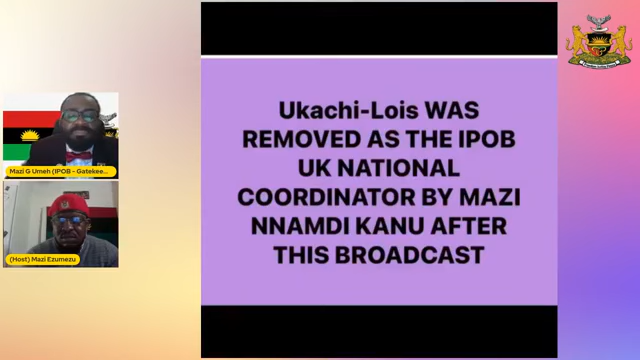 Ukachi-Lois WAS
REMOVED AS THE IPOB
UK NATIONAL
COORDINATOR BY MAZI
NNAMDI KANU AFTER
THIS BROADCAST
Mazi G Umeh (IPOB - Gatekee...
(Host) Mazi Ezumezu